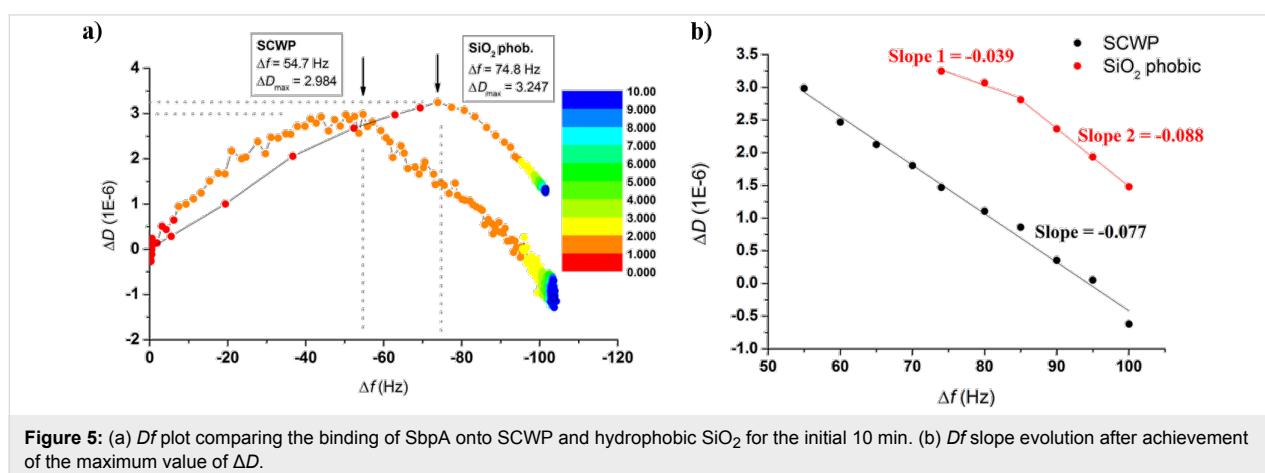 a)
SCWP
Δf = 54.7 Hz
ΔDmax = 2.984
SiO2 phob.
Δf = 74.8 Hz
ΔDmax = 3.247
4
3
2
1
0
-1
-2
ΔD (1E-6)
0 -20 -40 -60 -80 -100 -120
Δf (Hz)
10.00
9.000
8.000
7.000
6.000
5.000
4.000
3.000
2.000
1.000
0.000
b)
SCWP
SiO2 phobic
Slope 1 = -0.039
Slope 2 = -0.088
Slope = -0.077
3.5
3.0
2.5
2.0
1.5
1.0
0.5
0.0
-0.5
-1.0
ΔD (1E-6)
50 60 70 80 90 100
Δf (Hz)
Figure 5: (a) Df plot comparing the binding of SbpA onto SCWP and hydrophobic SiO2 for the initial 10 min. (b) Df slope evolution after achievement
of the maximum value of ΔD.